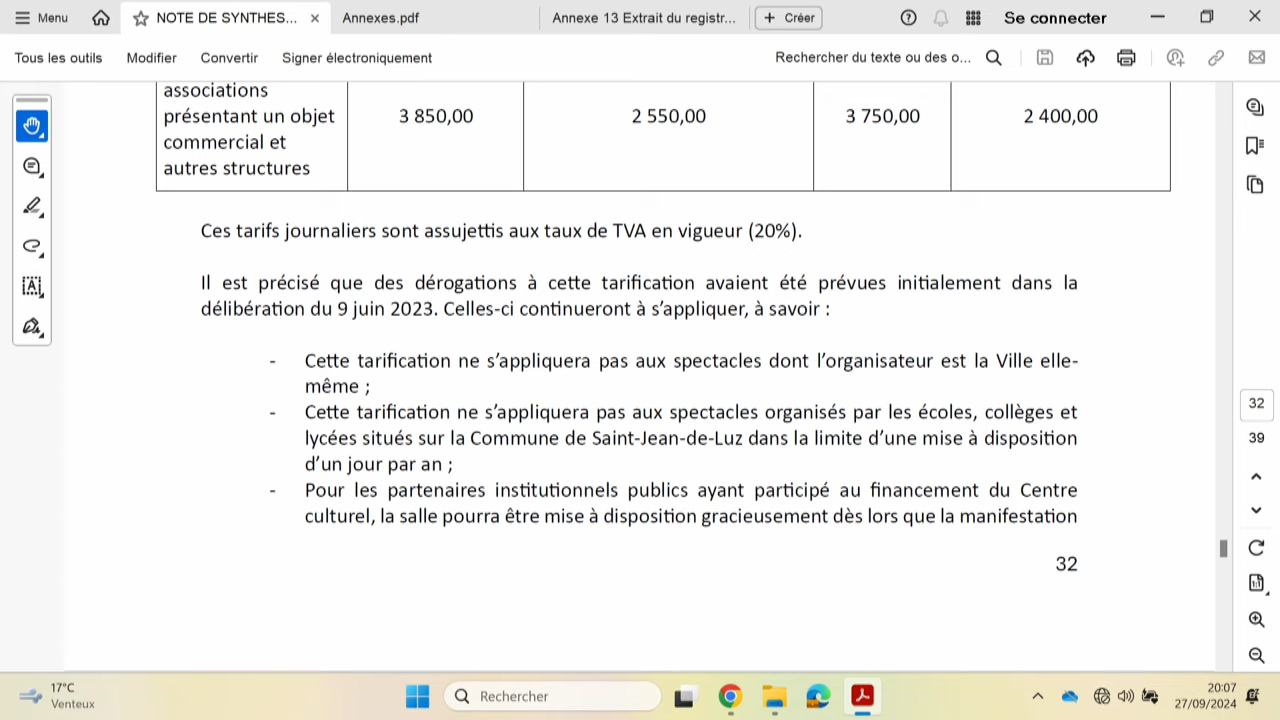 Menu
NOTE DE SYNTHES...
Annexes.pdf
Annexe 13 Extrait du registr...
Créer
Se connecter
Tous les outils
Modifier
Convertir
Signer électroniquement
Rechercher du texte ou des o...
associations
présentant un objet
commercial et
autres structures
3 850,00
2 550,00
3 750,00
2 400,00
Ces tarifs journaliers sont assujettis aux taux de TVA en vigueur (20%).
Il est précisé que des dérogations à cette tarification avaient été prévues initialement dans la
délibération du 9 juin 2023. Celles-ci continueront à s'appliquer, à savoir :
- Cette tarification ne s'appliquera pas aux spectacles dont l'organisateur est la Ville elle-
même ;
- Cette tarification ne s'appliquera pas aux spectacles organisés par les écoles, collèges et
lycées situés sur la Commune de Saint-Jean-de-Luz dans la limite d'une mise à disposition
d'un jour par an ;
- Pour les partenaires institutionnels publics ayant participé au financement du Centre
culturel, la salle pourra être mise à disposition gracieusement dès lors que la manifestation
32
32
39
17°C
Venteux
Rechercher
20:07
27/09/2024